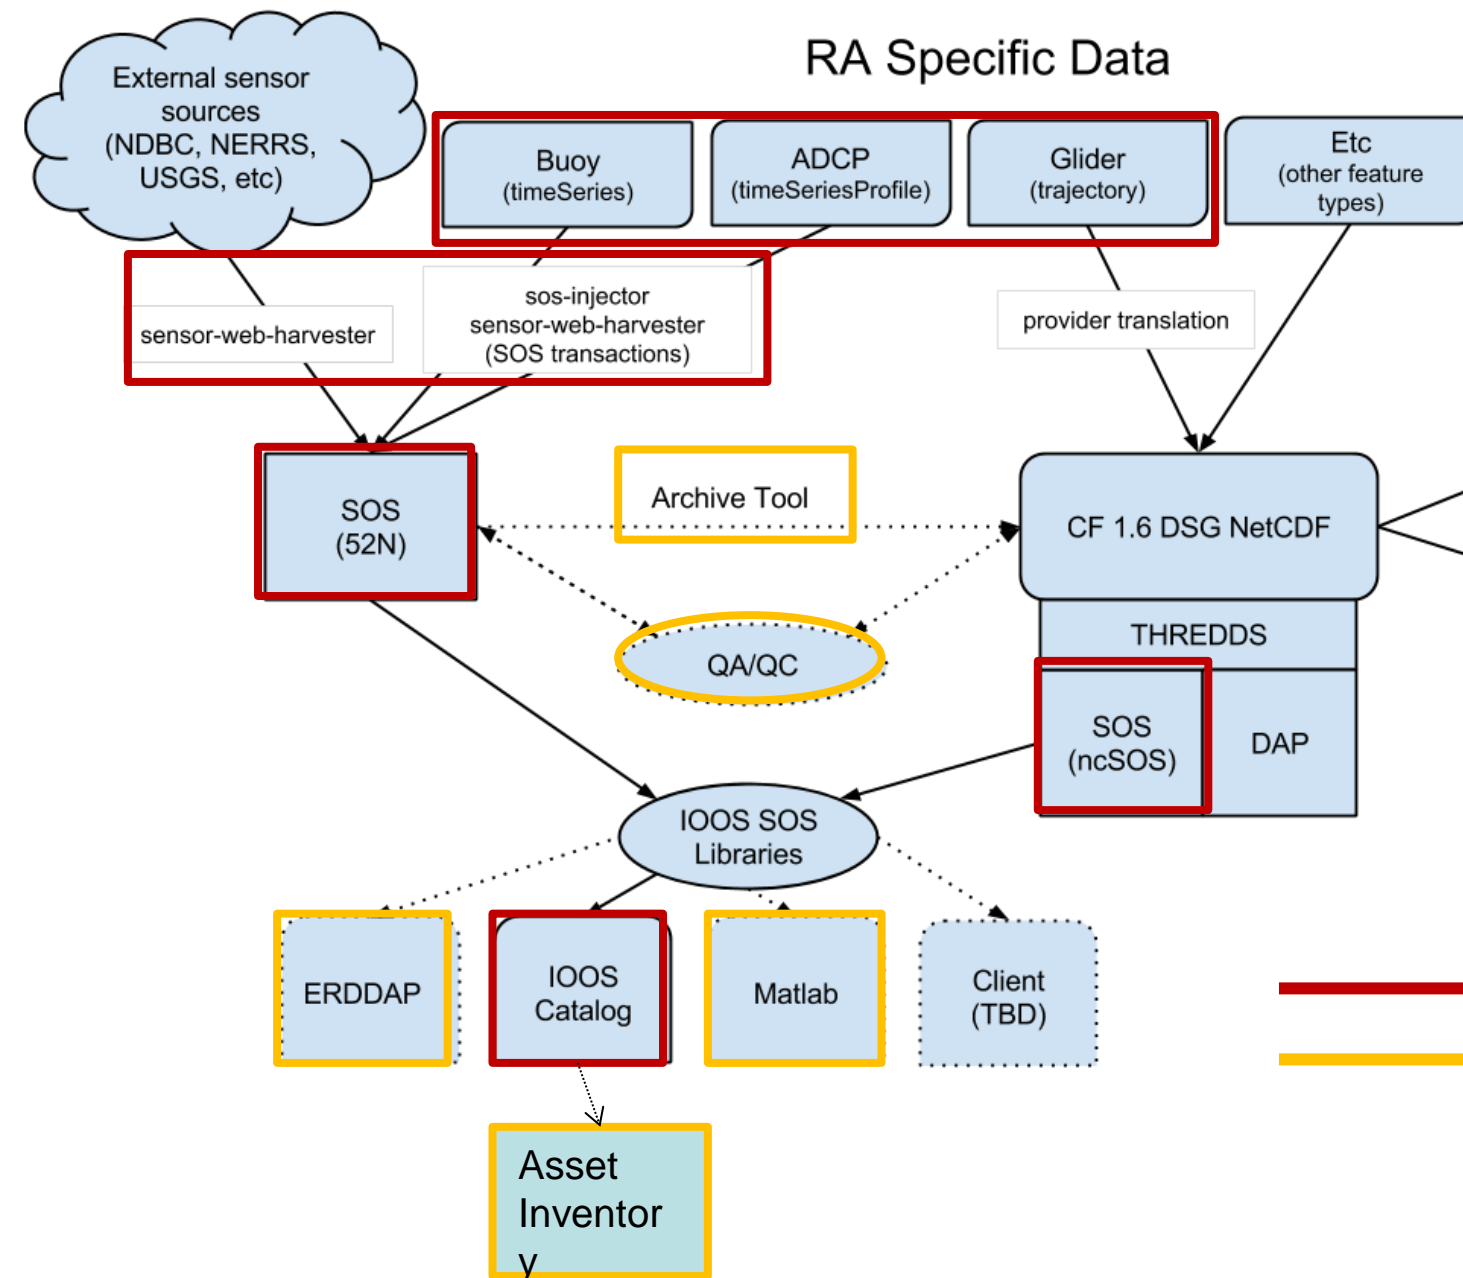 RA Specific Data
External sensor
sources
(NDBC, NERRS,
USGS, etc)
Buoy
(timeSeries)
ADCP
(timeSeriesProfile)
Glider
(trajectory)
Etc
(other feature
types)
sensor-web-harvester
sos-injector
sensor-web-harvester
(SOS transactions)
provider translation
SOS
(52N)
Archive Tool
CF 1.6 DSG NetCDF
THREDDS
QA/QC
SOS
(ncSOS)
DAP
IOOS SOS
Libraries
ERDDAP
IOOS
Catalog
Matlab
Client
(TBD)
Asset
Inventor
y